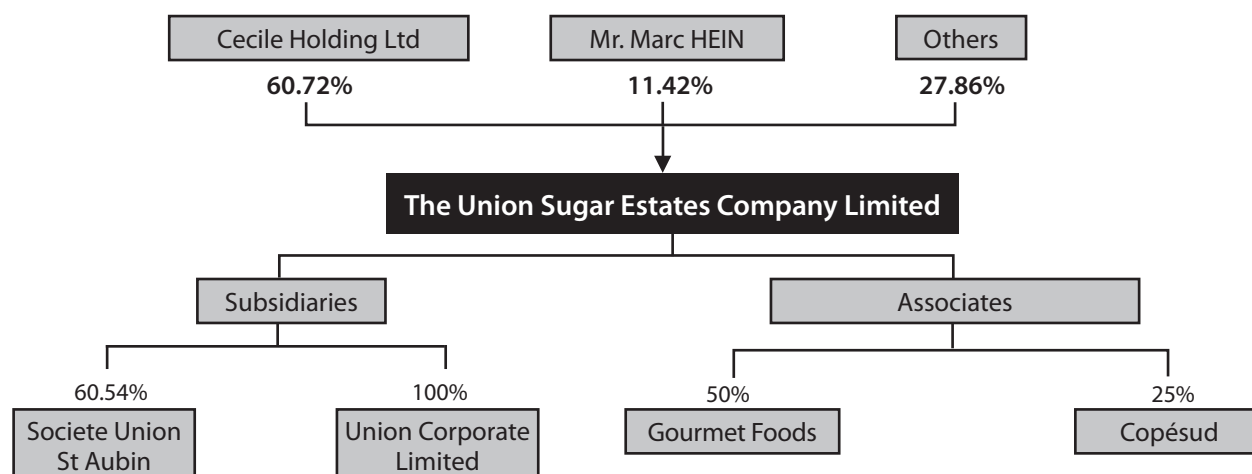 Cecile Holding Ltd
Mr. Marc HEIN
Others
60.72%
11.42%
27.86%
The Union Sugar Estates Company Limited
Subsidiaries
Associates
60.54%
100%
50%
25%
Societe Union
St Aubin
Union Corporate
Limited
Gourmet Foods
Copésud